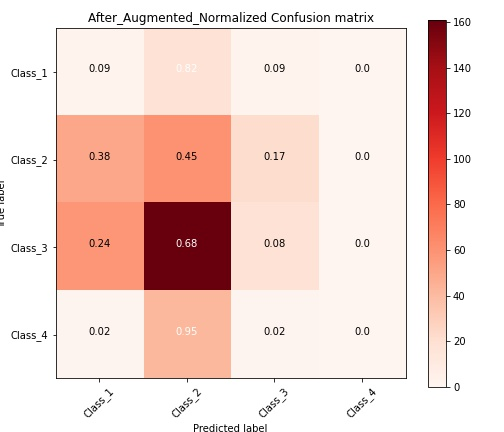 After_Augmented_Normalized Confusion matrix
Class_1 0.09 0.82 0.09 0.0
Class_2 0.38 0.45 0.17 0.0
Class_3 0.24 0.68 0.08 0.0
Class_4 0.02 0.95 0.02 0.0
Class_1 Class_2 Class_3 Class_4
Predicted label
True label
160
140
120
100
80
60
40
20
0